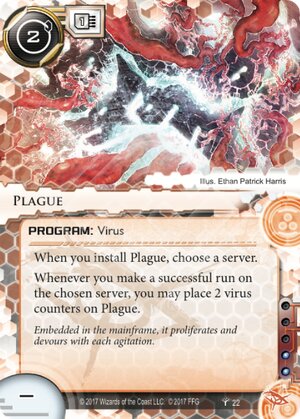 2
1
Illus. Ethan Patrick Harris
Plague
PROGRAM: Virus
When you install Plague, choose a server.
Whenever you make a successful run on
the chosen server, you may place 2 virus
counters on Plague.
Embedded in the mainframe, it proliferates and
devours with each agitation.
–
© 2017 Wizards of the Coast LLC. © 2017 FFG
22